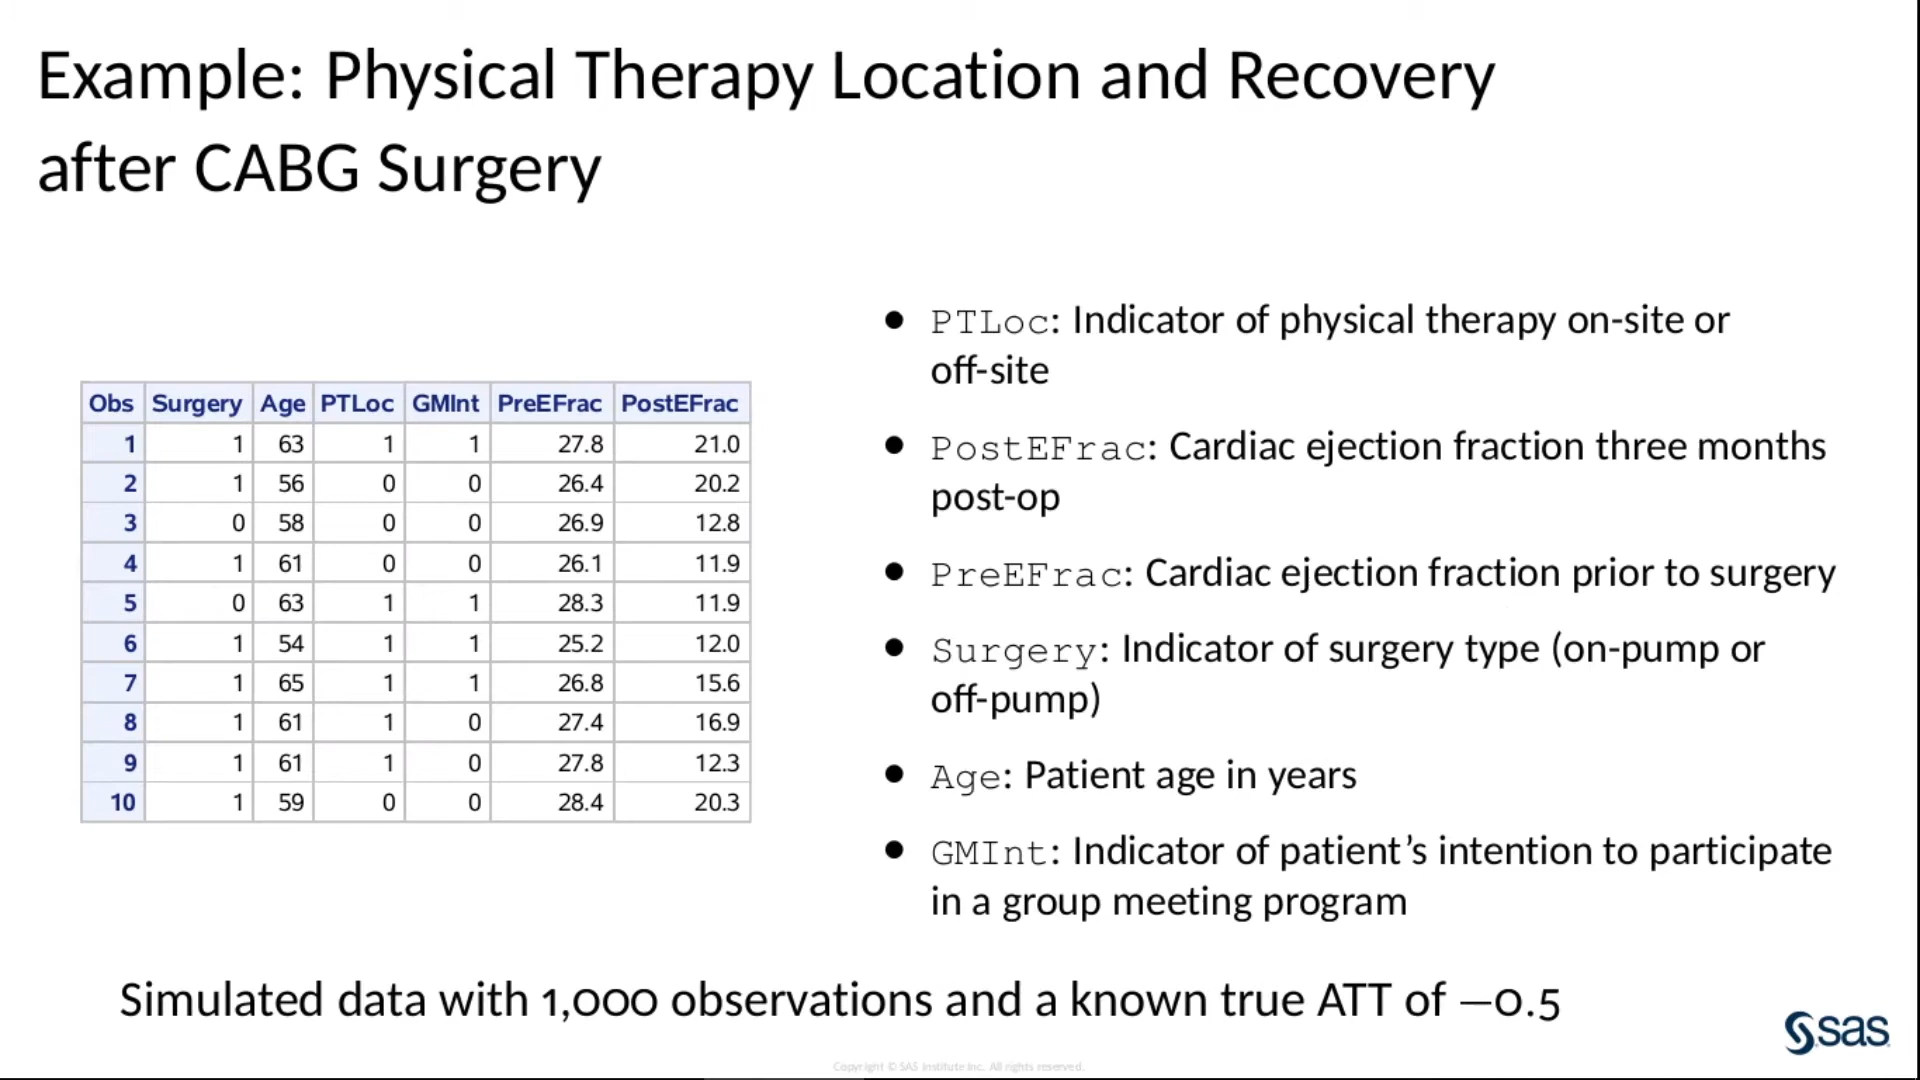 Example: Physical Therapy Location and Recovery
after CABG Surgery
Obs Surgery Age PTLoc GMInt PreEFrac PostEFrac
1 1 63 1 1 27.8 21.0
2 1 56 0 0 26.4 20.2
3 0 58 0 0 26.9 12.8
4 1 61 0 0 26.1 11.9
5 0 63 1 1 28.3 11.9
6 1 54 1 1 25.2 12.0
7 1 65 1 1 26.8 15.6
8 1 61 1 0 27.4 16.9
9 1 61 1 0 27.8 12.3
10 1 59 0 0 28.4 20.3
● PTLoc: Indicator of physical therapy on-site or
off-site
● PostEFrac: Cardiac ejection fraction three months
post-op
● PreEFrac: Cardiac ejection fraction prior to surgery
● Surgery: Indicator of surgery type (on-pump or
off-pump)
● Age: Patient age in years
● GMInt: Indicator of patient’s intention to participate
in a group meeting program
Simulated data with 1,000 observations and a known true ATT of —0.5
sas
Copyright © SAS Institute Inc. All rights reserved.